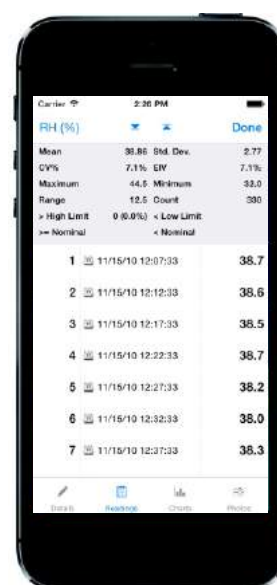 Carrier 2:26 PM
RH (%) Done
Mean 38.86 Std. Dev. 2.77
CV% 7.1% EIV 7.1%
Maximum 44.5 Minimum 32.0
Range 12.5 Count 330
> High Limit 0 (0.0%) < Low Limit
>= Nominal < Nominal
1 11/15/10 12:07:33 38.7
2 11/15/10 12:12:33 38.6
3 11/15/10 12:17:33 38.5
4 11/15/10 12:22:33 38.7
5 11/15/10 12:27:33 38.2
6 11/15/10 12:32:33 38.0
7 11/15/10 12:37:33 38.3
Details Readings Charts Photos